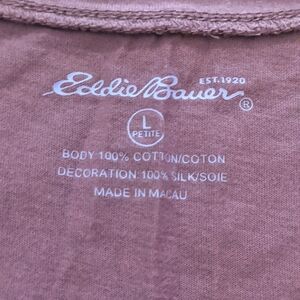 EST.1920
Eddie Bauer®
L
PETITE
BODY 100% COTTON/COTON
DECORATION 100% SILK/SOIE
MADE IN MACAU